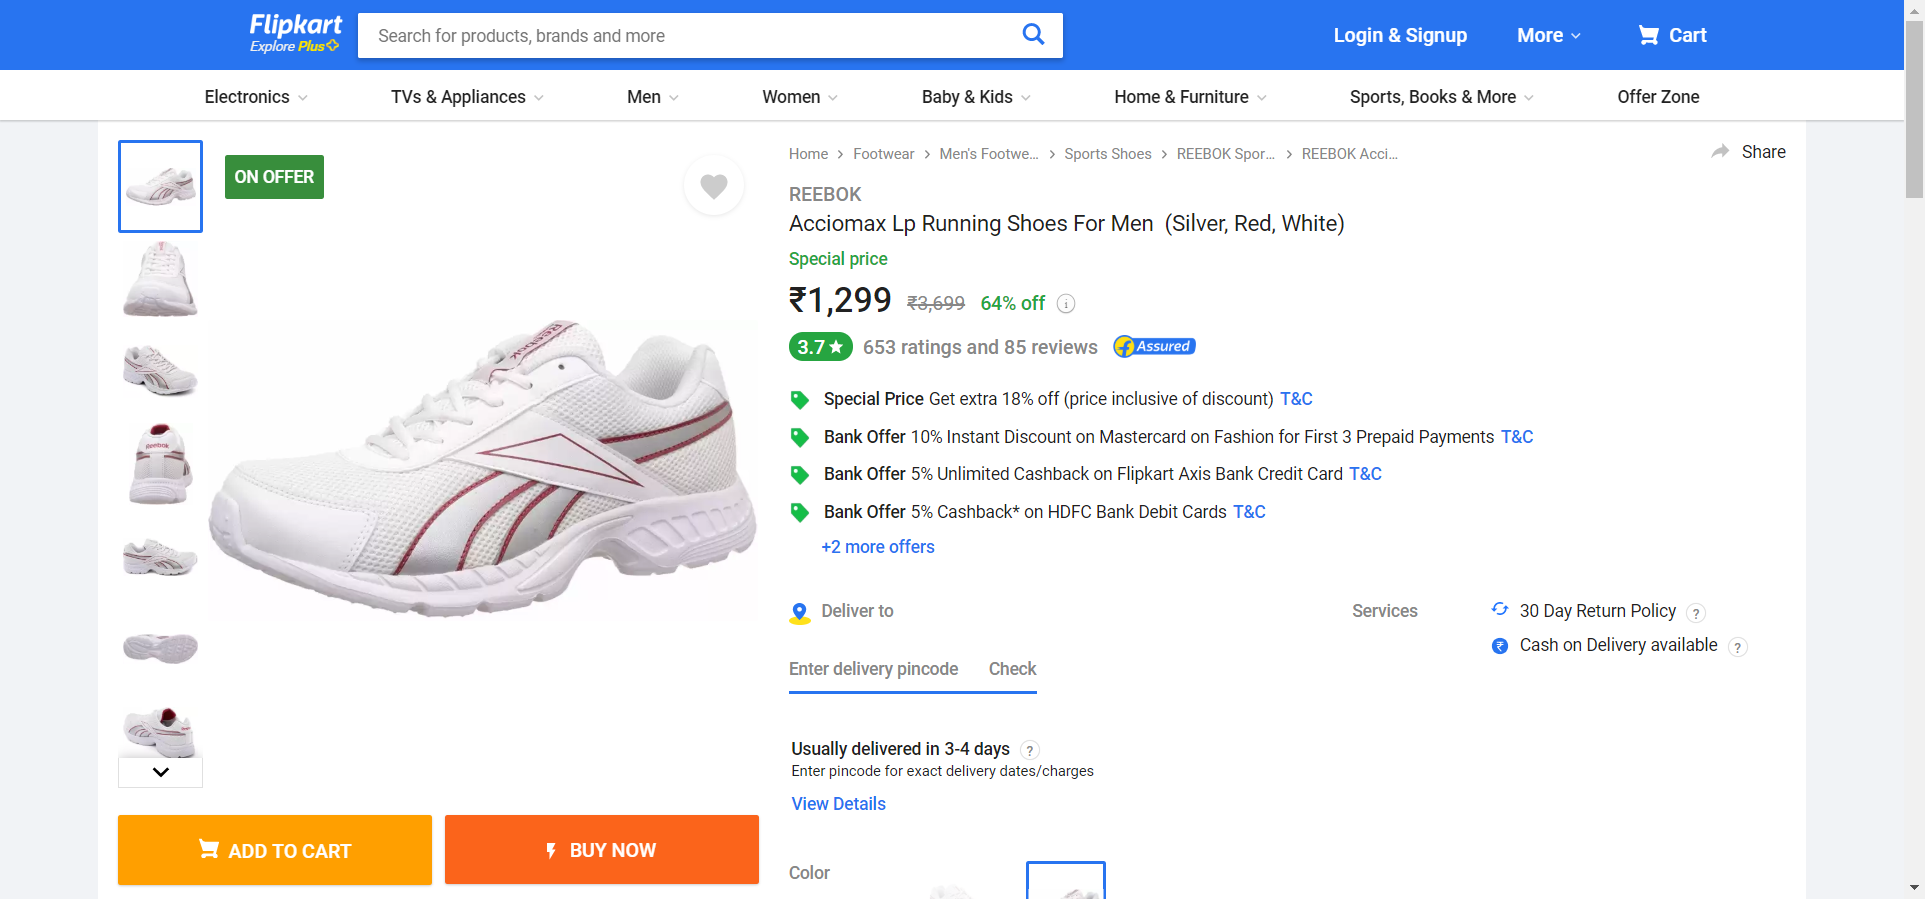 Flipkart
Explore Plus
Search for products, brands and more
Login & Signup
More
Cart
Electronics
TVs & Appliances
Men
Women
Baby & Kids
Home & Furniture
Sports, Books & More
Offer Zone
ON OFFER
Home
Footwear
Men's Footwe...
Sports Shoes
REEBOK Spor...
REEBOK Acci...
Share
REEBOK
Acciomax Lp Running Shoes For Men (Silver, Red, White)
Special price
₹1,299 ₹3,699 64% off
3.7★ 653 ratings and 85 reviews Assured
Special Price Get extra 18% off (price inclusive of discount) T&C
Bank Offer 10% Instant Discount on Mastercard on Fashion for First 3 Prepaid Payments T&C
Bank Offer 5% Unlimited Cashback on Flipkart Axis Bank Credit Card T&C
Bank Offer 5% Cashback* on HDFC Bank Debit Cards T&C
+2 more offers
Deliver to
Enter delivery pincode Check
Services
30 Day Return Policy ?
Cash on Delivery available ?
Usually delivered in 3-4 days ?
Enter pincode for exact delivery dates/charges
View Details
Color
Reebok
Reebok
ADD TO CART
BUY NOW